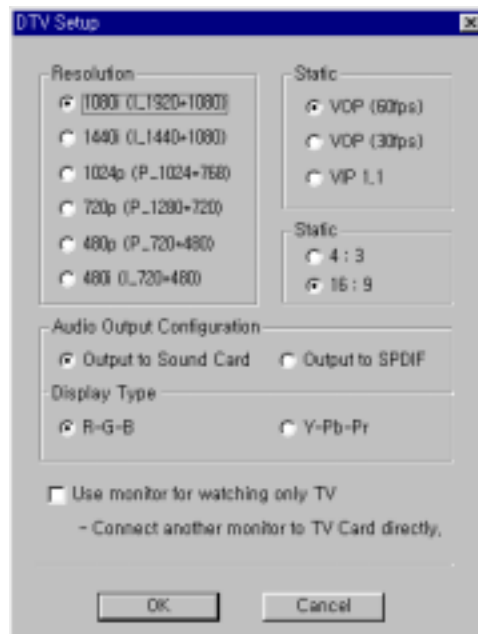 DTV Setup
Resolution
1080i (I_1920*1080)
1440i (I_1440*1080)
1024p (P_1024*768)
720p (P_1280*720)
480p (P_720*480)
480i (I_720*480)
Static
VOP (60fps)
VOP (30fps)
VIP 1_1
Static
4 : 3
16 : 9
Audio Output Configuration
Output to Sound Card
Output to SPDIF
Display Type
R-G-B
Y-Pb-Pr
Use monitor for watching only TV
- Connect another monitor to TV Card directly,
OK
Cancel